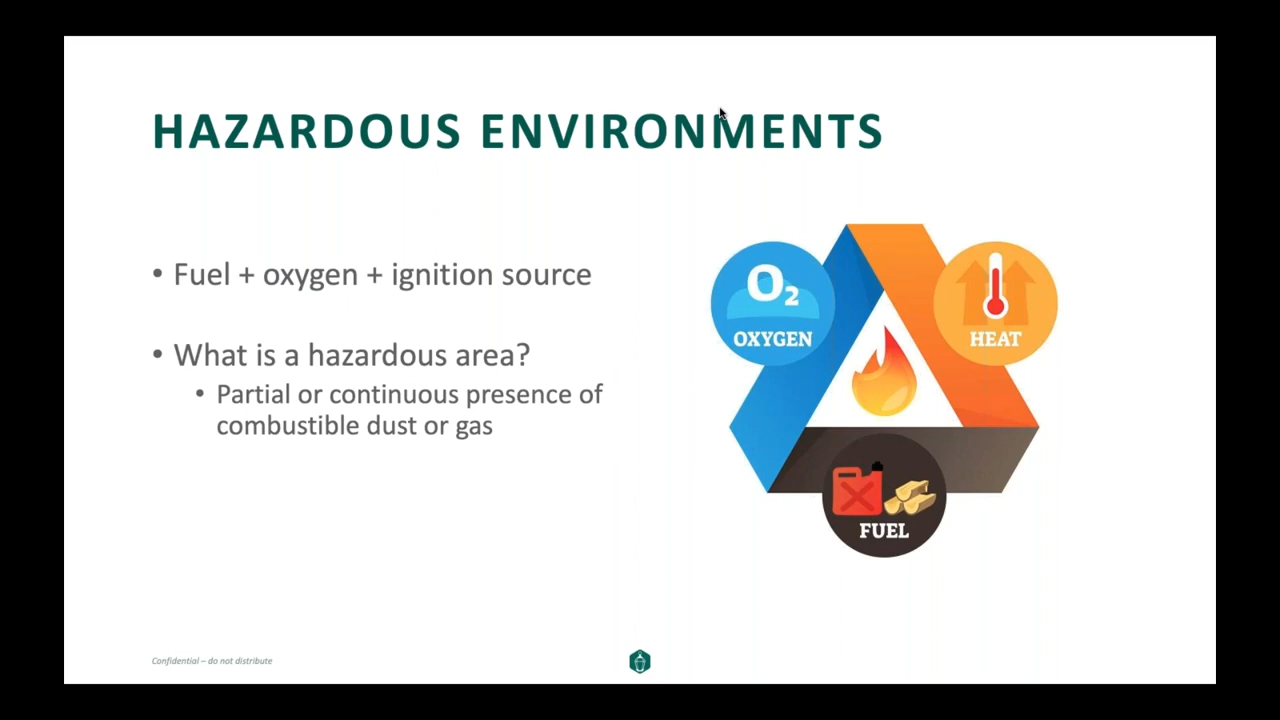 HAZARDOUS ENVIRONMENTS
• Fuel + oxygen + ignition source
• What is a hazardous area?
• Partial or continuous presence of
combustible dust or gas
O2
OXYGEN
HEAT
FUEL
Confidential – do not distribute